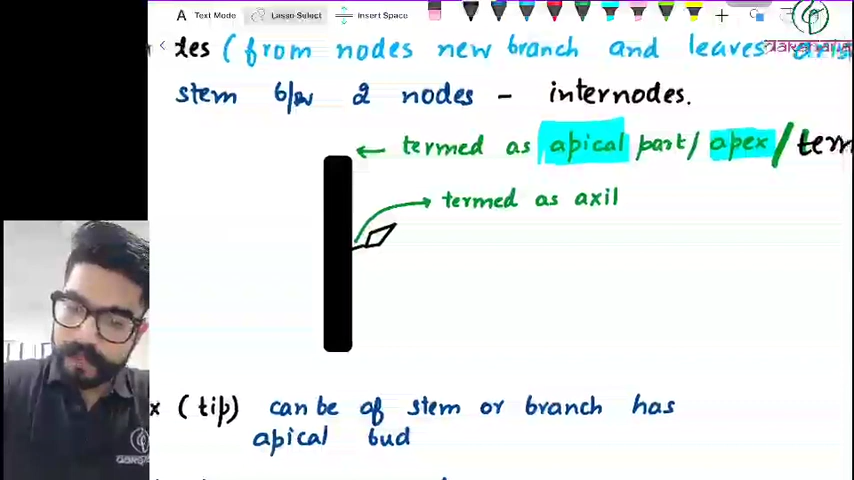 Text Mode Lasso Select Insert Space
des (from nodes new branch and leaves arise
stem b/w 2 nodes - internodes.
← termed as apical part/ apex / term
→ termed as axil
x (tip) can be of stem or branch has
apical bud